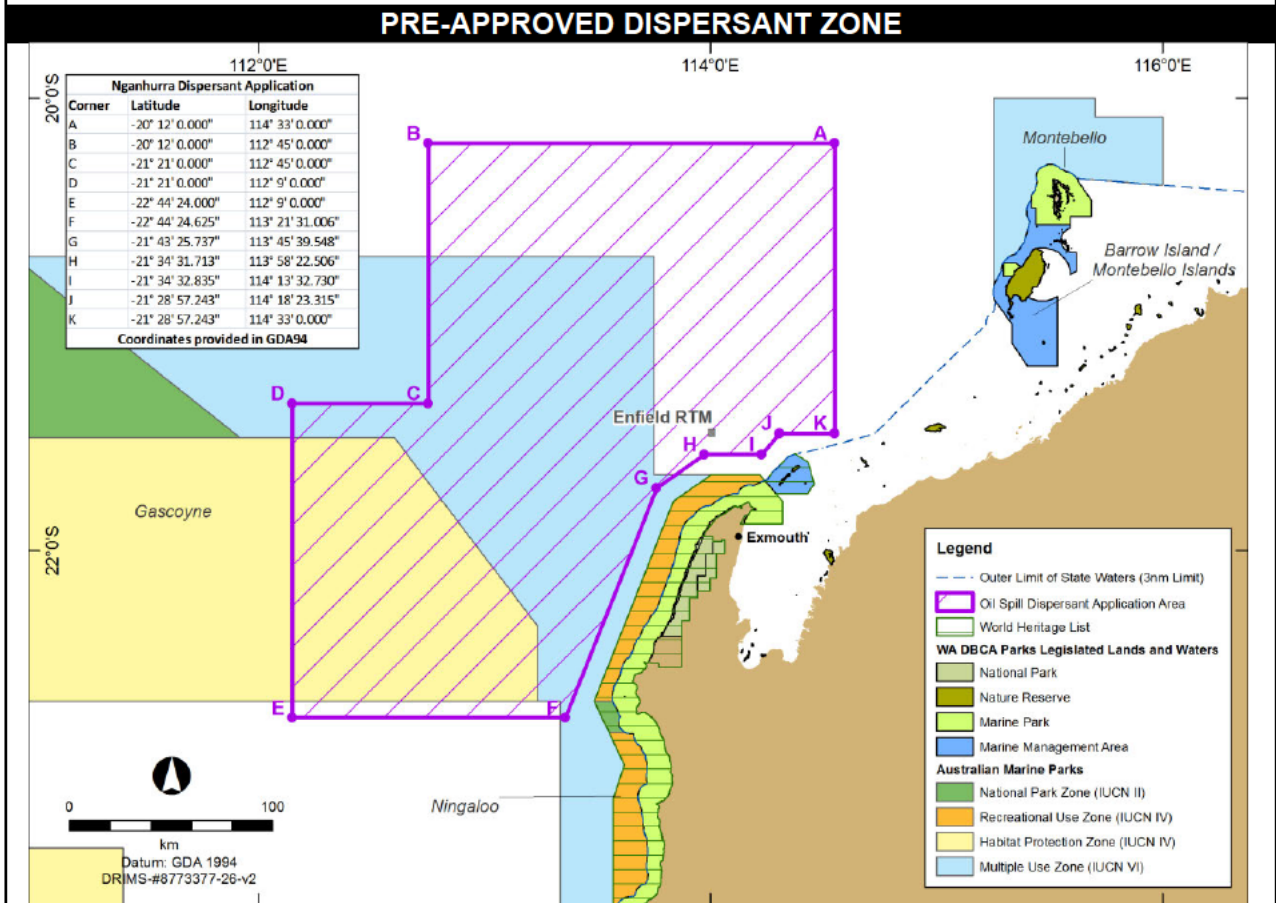 PRE-APPROVED DISPERSANT ZONE
112°0'E
114°0'E
116°0'E
20°0'S
22°0'S
Nganhurra Dispersant Application
Corner Latitude Longitude
A -20° 12' 0.000" 114° 33' 0.000"
B -20° 12' 0.000" 112° 45' 0.000"
C -21° 21' 0.000" 112° 45' 0.000"
D -21° 21' 0.000" 112° 9' 0.000"
E -22° 44' 24.000" 112° 9' 0.000"
F -22° 44' 24.625" 113° 21' 31.006"
G -21° 43' 25.737" 113° 45' 39.548"
H -21° 34' 31.713" 113° 58' 22.506"
I -21° 34' 32.835" 114° 13' 32.730"
J -21° 28' 57.243" 114° 18' 23.315"
K -21° 28' 57.243" 114° 33' 0.000"
Coordinates provided in GDA94
B
A
Montebello
Barrow Island /
Montebello Islands
D
C
Enfield RTM
J
K
H
I
G
Gascoyne
Exmouth
E
F
Ningaloo
0
100
km
Datum: GDA 1994
DRIMS-#8773377-26-v2
Legend
Outer Limit of State Waters (3nm Limit)
Oil Spill Dispersant Application Area
World Heritage List
WA DBCA Parks Legislated Lands and Waters
National Park
Nature Reserve
Marine Park
Marine Management Area
Australian Marine Parks
National Park Zone (IUCN II)
Recreational Use Zone (IUCN IV)
Habitat Protection Zone (IUCN IV)
Multiple Use Zone (IUCN VI)